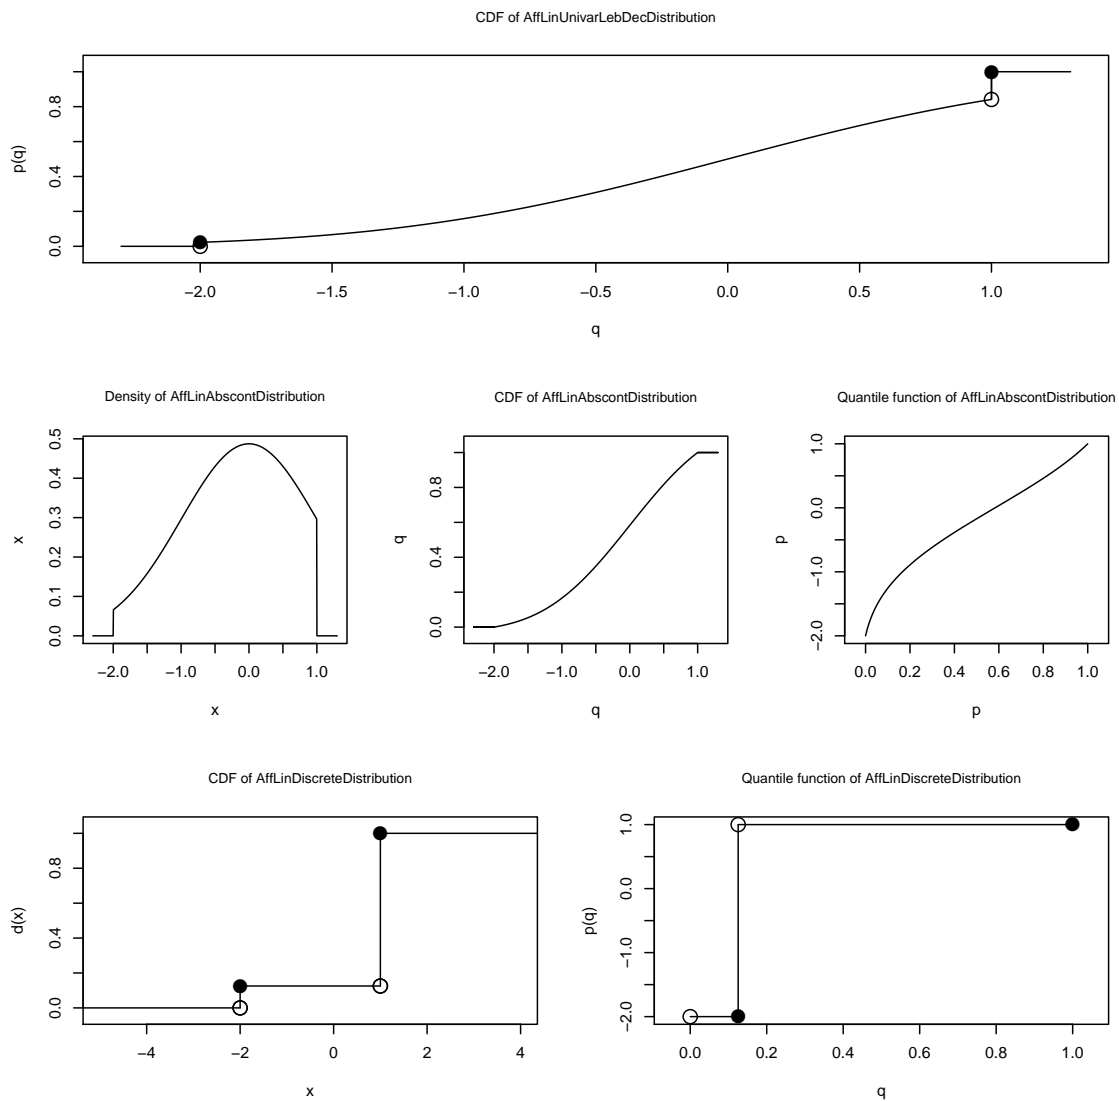 CDF of AffLinUnivarLebDecDistribution
p(q)
0.0 0.4 0.8
−2.0 −1.5 −1.0 −0.5 0.0 0.5 1.0
q
Density of AffLinAbscontDistribution
x
0.0 0.1 0.2 0.3 0.4 0.5
−2.0 −1.0 0.0 1.0
x
CDF of AffLinAbscontDistribution
q
0.0 0.4 0.8
−2.0 −1.0 0.0 1.0
q
Quantile function of AffLinAbscontDistribution
p
−2.0 −1.0 0.0 1.0
0.0 0.2 0.4 0.6 0.8 1.0
p
CDF of AffLinDiscreteDistribution
d(x)
0.0 0.4 0.8
−4 −2 0 2 4
x
Quantile function of AffLinDiscreteDistribution
p(q)
−2.0 −1.0 0.0 1.0
0.0 0.2 0.4 0.6 0.8 1.0
q